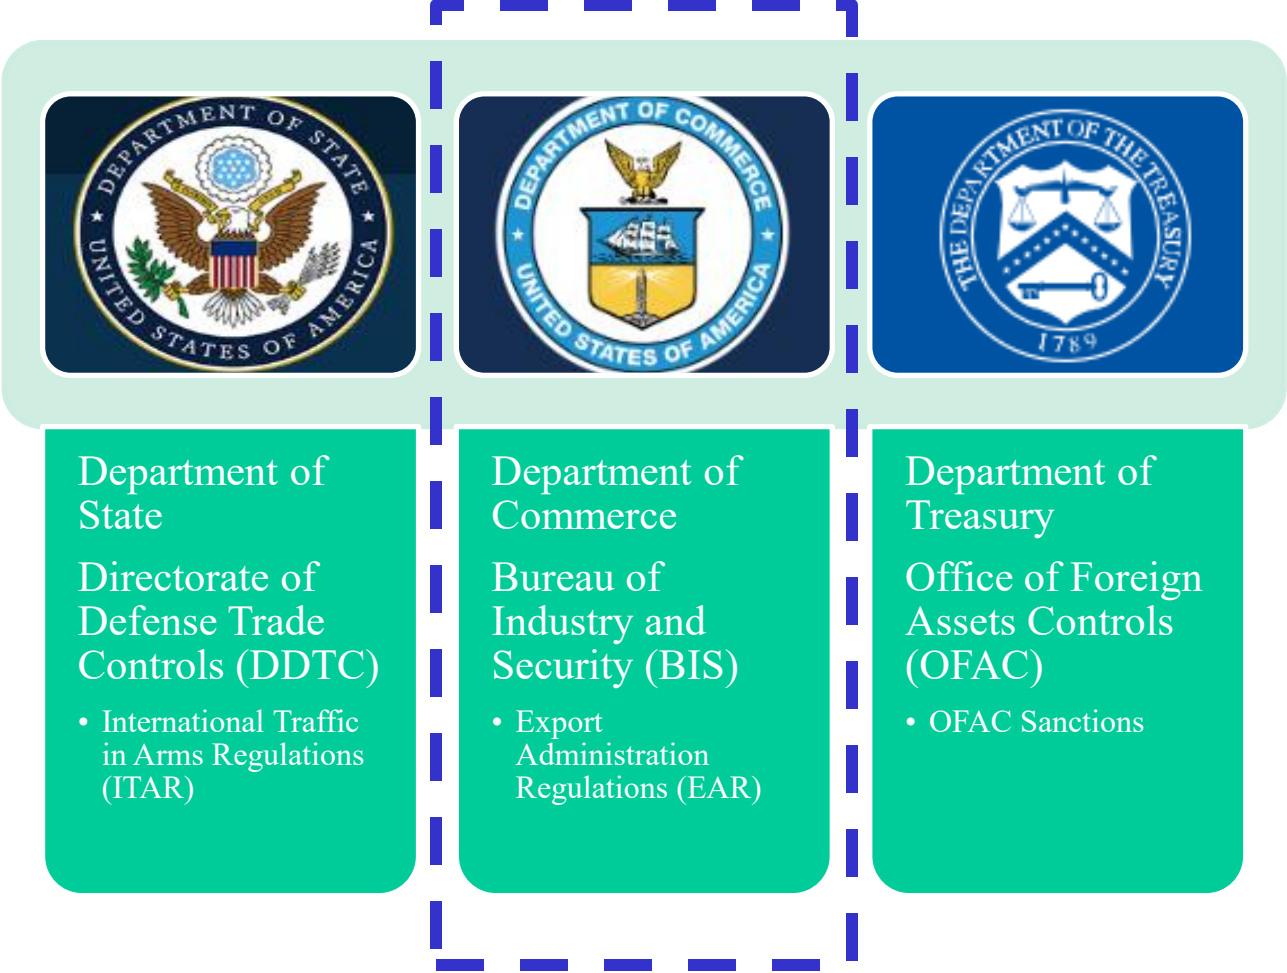 DEPARTMENT OF STATE
UNITED STATES OF AMERICA
DEPARTMENT OF COMMERCE
UNITED STATES OF AMERICA
THE DEPARTMENT OF THE TREASURY
1789
Department of
State
Directorate of
Defense Trade
Controls (DDTC)
• International Traffic
in Arms Regulations
(ITAR)
Department of
Commerce
Bureau of
Industry and
Security (BIS)
• Export
Administration
Regulations (EAR)
Department of
Treasury
Office of Foreign
Assets Controls
(OFAC)
• OFAC Sanctions